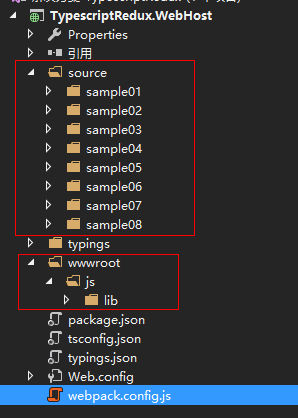 TypescriptRedux.WebHost
Properties
引用
source
sample01
sample02
sample03
sample04
sample05
sample06
sample07
sample08
typings
wwwroot
js
lib
package.json
tsconfig.json
typings.json
Web.config
webpack.config.js